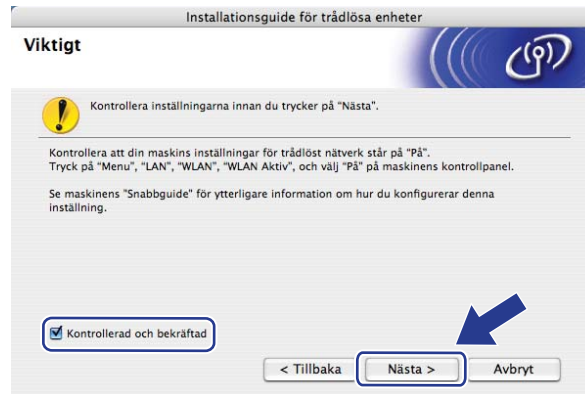 Installationsguide för trådlösa enheter
Viktigt
Kontrollera inställningarna innan du trycker på "Nästa".
Kontrollera att din maskins inställningar för trådlöst nätverk står på "På".
Tryck på "Menu", "LAN", "WLAN", "WLAN Aktiv", och välj "På" på maskinens kontrollpanel.
Se maskinens "Snabbguide" för ytterligare information om hur du konfigurerar denna
inställning.
Kontrollerad och bekräftad
< Tillbaka
Nästa >
Avbryt